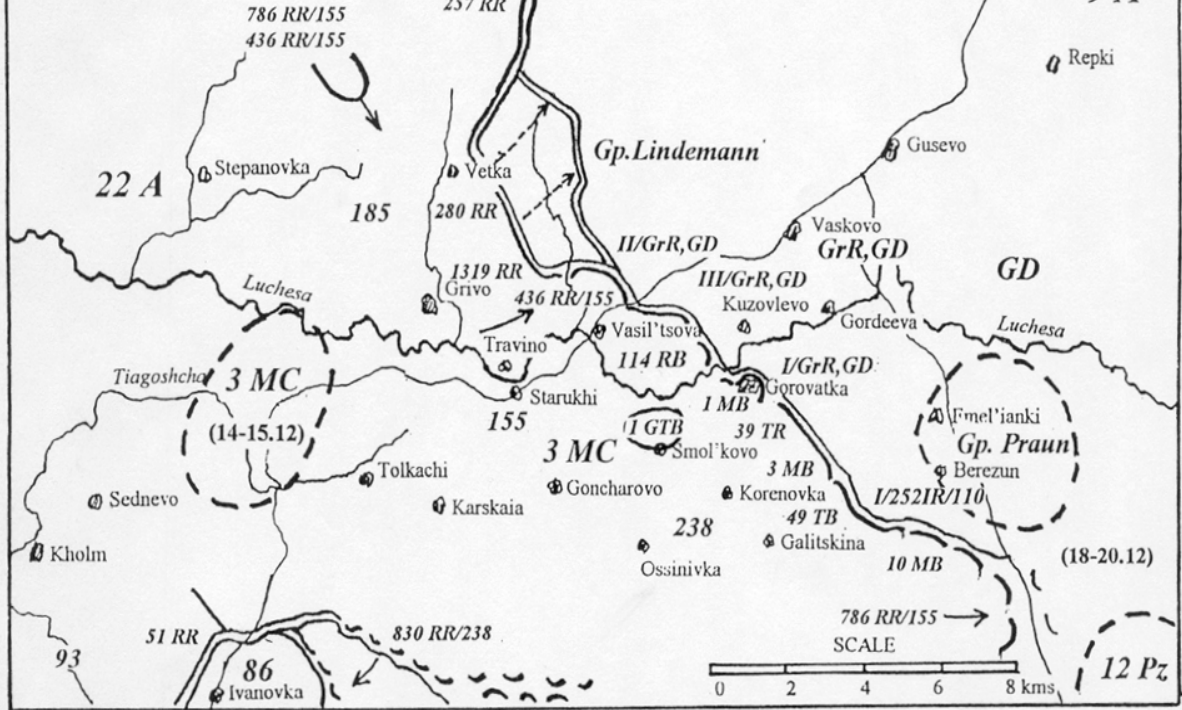 786 RR/155
257 RR
436 RR/155
Repki
Gusevo
Gp.Lindemann
Stepanovka
Vetka
22 A
185
280 RR
Vaskovo
II/GrR,GD
GrR,GD
GD
1319 RR
III/GrR,GD
Luchesa
Grivo
436 RR/155
Kuzovlevo
Gordeeva
Luchesa
Vasil'tsova
Travino
114 RB
I/GrR,GD
Tiagoshcha
3 MC
Gorovatka
Starukhi
1 MB
155
Emel'ianki
(14-15.12)
1 GTB
39 TR
Gp. Praun
3 MC
Smol'kovo
Tolkachi
3 MB
Berezun
Sednevo
Goncharovo
Korenovka
I/252IR/110
Karskaia
49 TB
238
Galitskina
Kholm
Ossinivka
10 MB
(18-20.12)
786 RR/155
51 RR
830 RR/238
SCALE
93
86
12 Pz
Ivanovka
0 2 4 6 8 kms